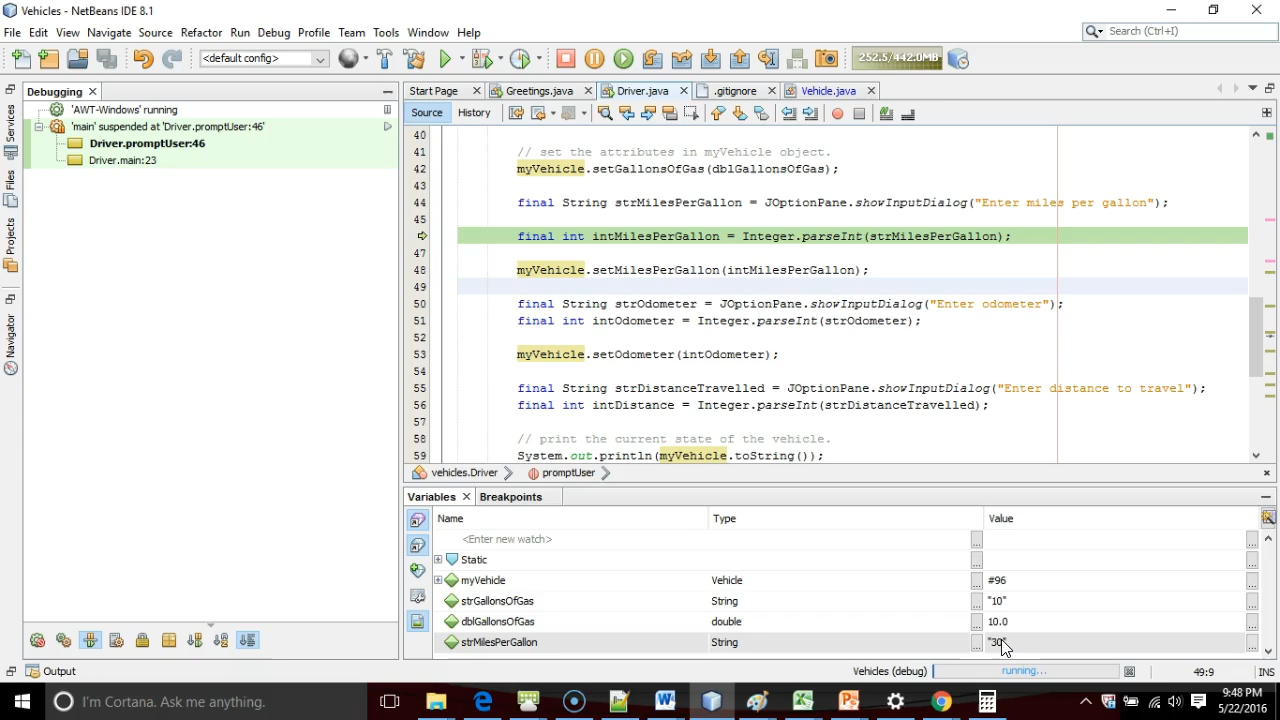 Vehicles - NetBeans IDE 8.1
File Edit View Navigate Source Refactor Run Debug Profile Team Tools Window Help
Search (Ctrl+I)
<default config>
252.5/442.0MB
Debugging
Start Page
Greetings.java
Driver.java
.gitignore
Vehicle.java
Source
History
Services
Files
Projects
Navigator
'AWT-Windows' running
'main' suspended at 'Driver.promptUser:46'
Driver.promptUser:46
Driver.main:23
40
41 // set the attributes in myVehicle object.
42 myVehicle.setGallonsOfGas(dblGallonsOfGas);
43
44 final String strMilesPerGallon = JOptionPane.showInputDialog("Enter miles per gallon");
45
final int intMilesPerGallon = Integer.parseInt(strMilesPerGallon);
47
48 myVehicle.setMilesPerGallon(intMilesPerGallon);
49
50 final String strOdometer = JOptionPane.showInputDialog("Enter odometer");
51 final int intOdometer = Integer.parseInt(strOdometer);
52
53 myVehicle.setOdometer(intOdometer);
54
55 final String strDistanceTravelled = JOptionPane.showInputDialog("Enter distance to travel");
56 final int intDistance = Integer.parseInt(strDistanceTravelled);
57
58 // print the current state of the vehicle.
59 System.out.println(myVehicle.toString());
vehicles.Driver
promptUser
Variables
Breakpoints
Name Type Value
<Enter new watch>
Static
myVehicle Vehicle #96
strGallonsOfGas String "10"
dblGallonsOfGas double 10.0
strMilesPerGallon String "30"
Output
Vehicles (debug)
running...
49:9
INS
I'm Cortana. Ask me anything.
9:48 PM
5/22/2016